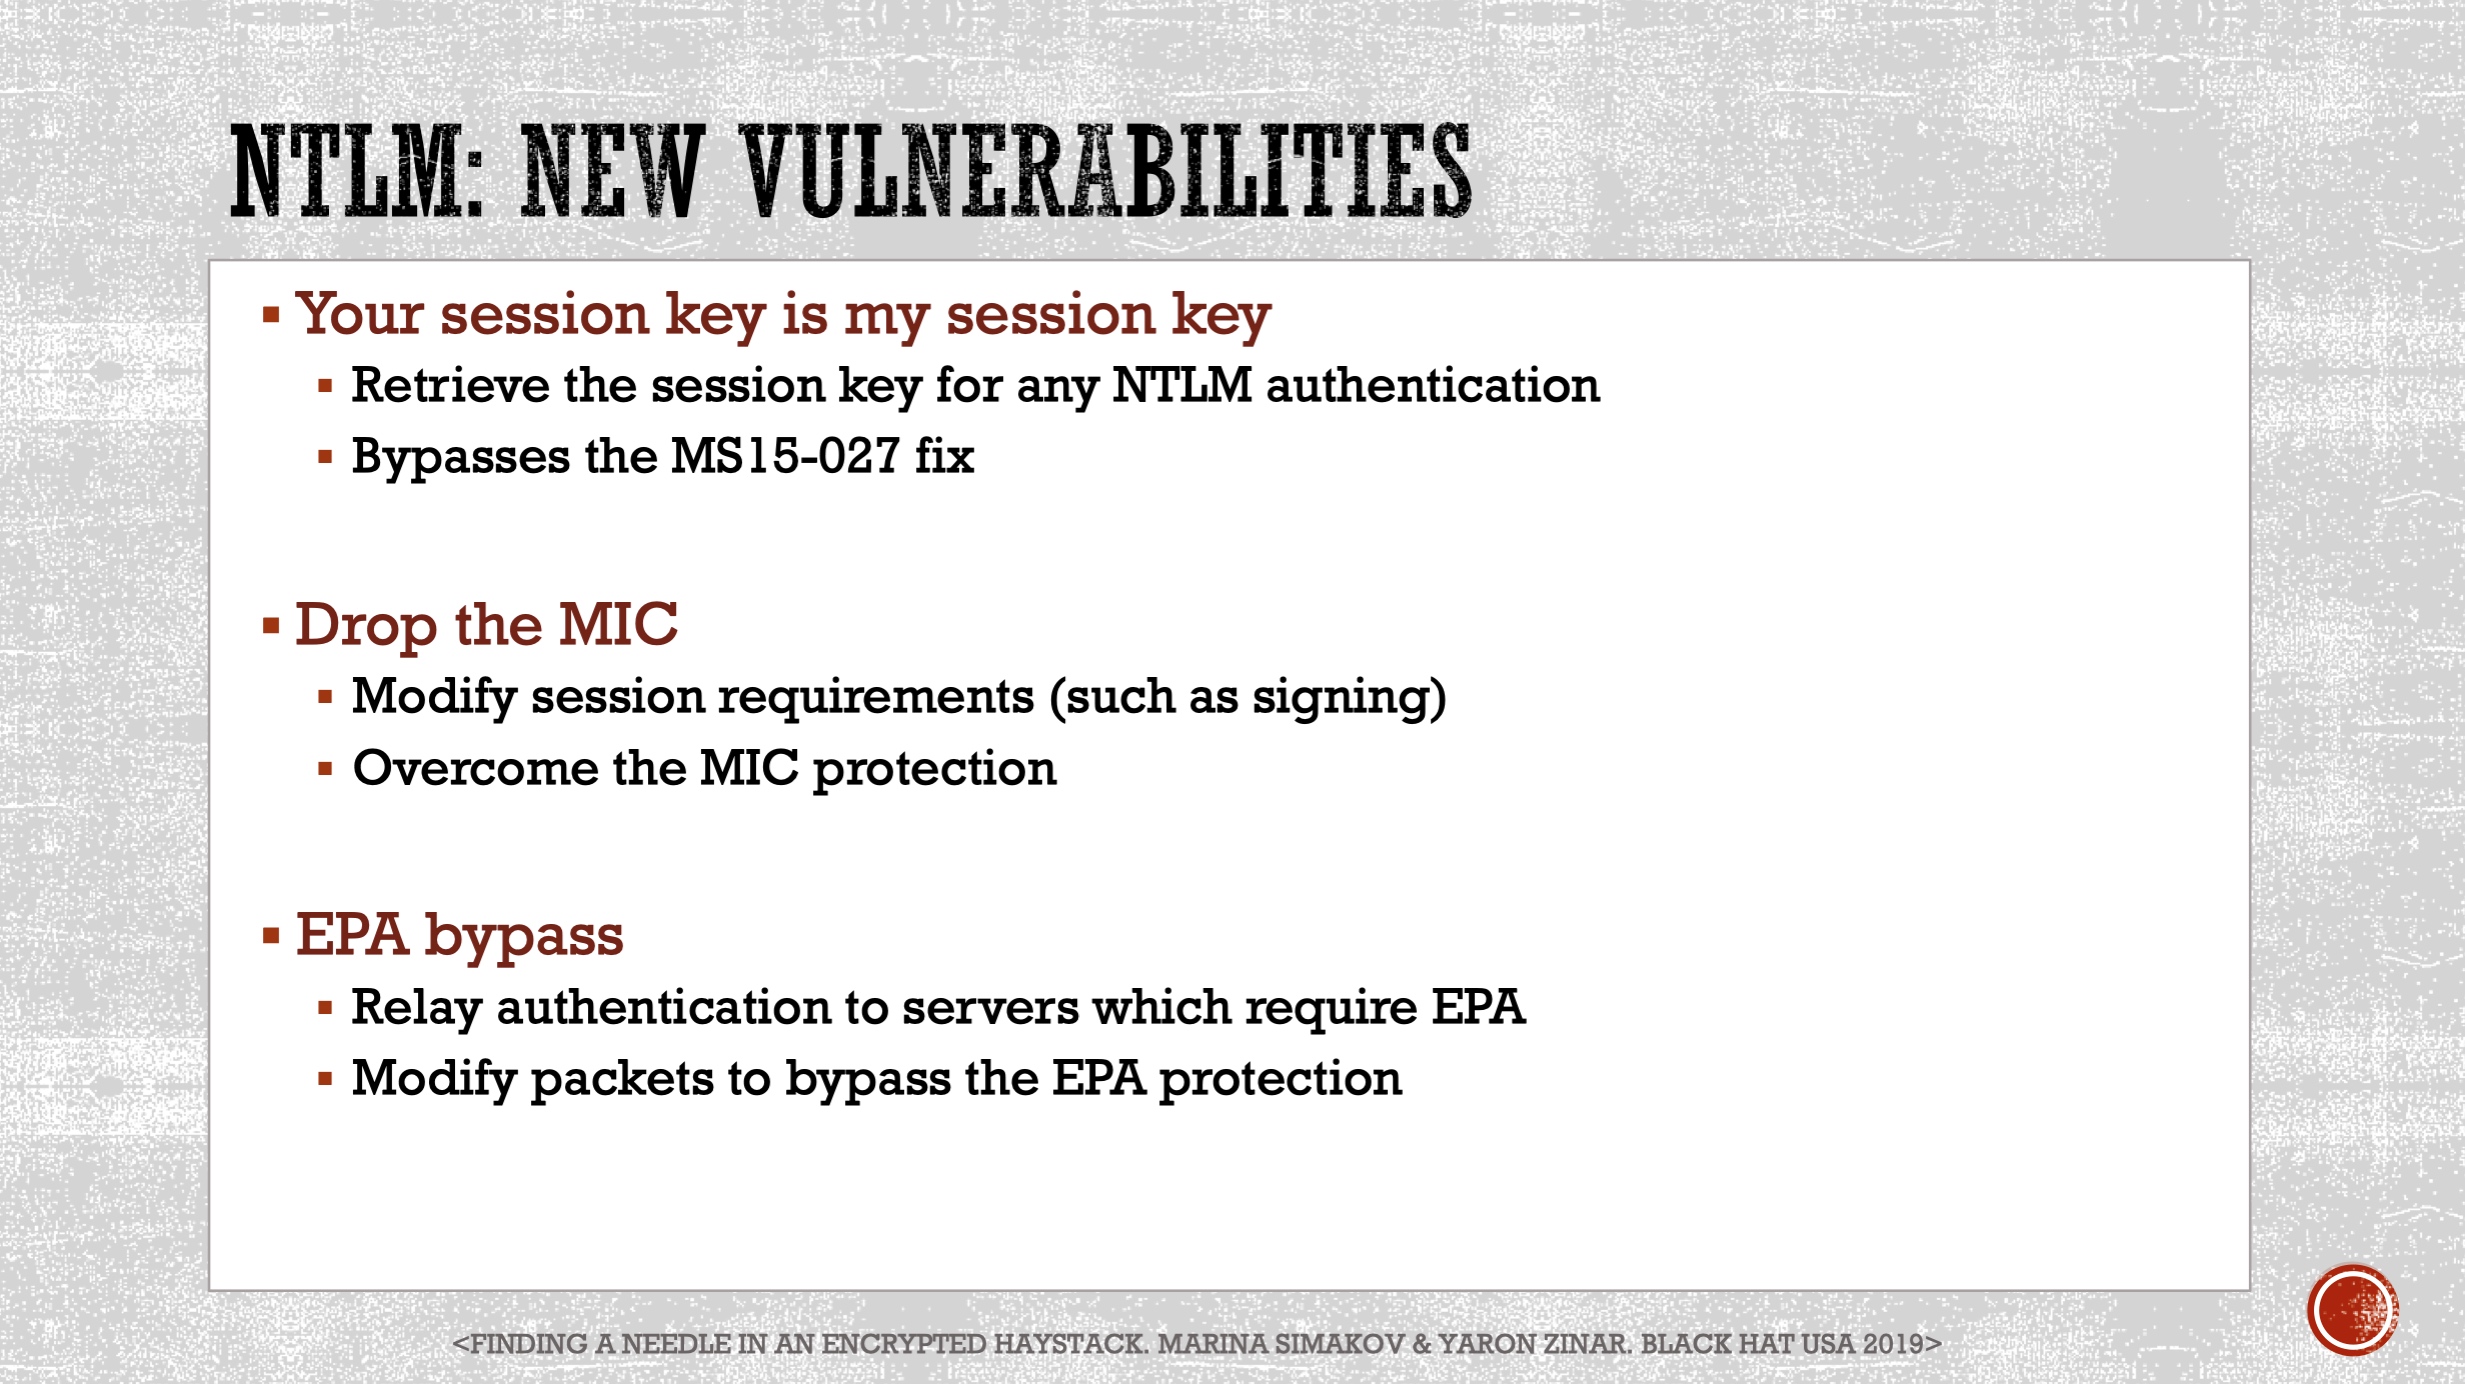 NTLM: NEW VULNERABILITIES
▪ Your session key is my session key
▪ Retrieve the session key for any NTLM authentication
▪ Bypasses the MS15-027 fix
▪ Drop the MIC
▪ Modify session requirements (such as signing)
▪ Overcome the MIC protection
▪ EPA bypass
▪ Relay authentication to servers which require EPA
▪ Modify packets to bypass the EPA protection
<FINDING A NEEDLE IN AN ENCRYPTED HAYSTACK. MARINA SIMAKOV & YARON ZINAR. BLACK HAT USA 2019>